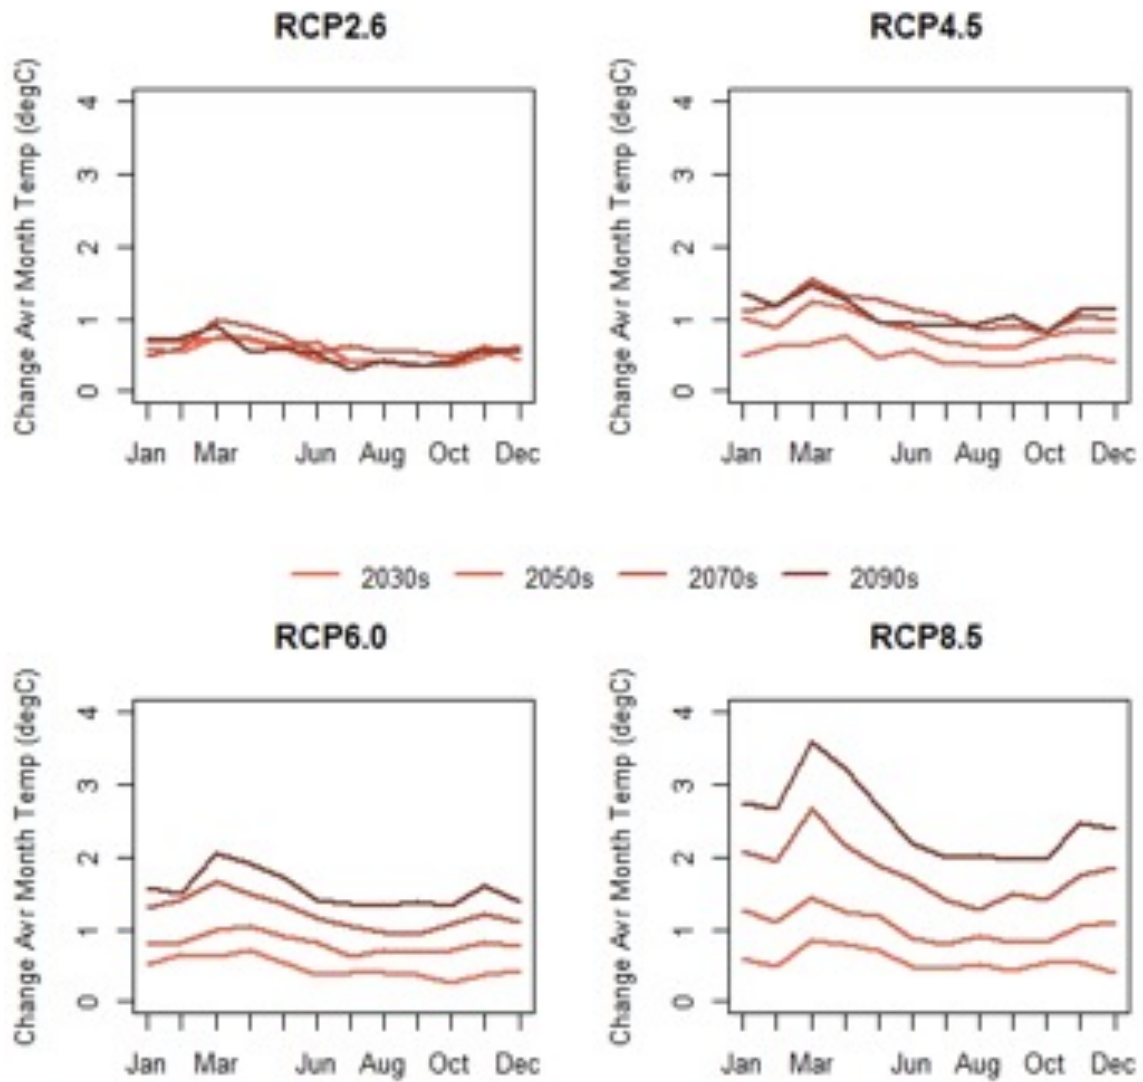 RCP2.6
Change Avr Month Temp (degC)
4
3
2
1
0
Jan Mar Jun Aug Oct Dec
RCP4.5
Change Avr Month Temp (degC)
4
3
2
1
0
Jan Mar Jun Aug Oct Dec
2030s 2050s 2070s 2090s
RCP6.0
Change Avr Month Temp (degC)
4
3
2
1
0
Jan Mar Jun Aug Oct Dec
RCP8.5
Change Avr Month Temp (degC)
4
3
2
1
0
Jan Mar Jun Aug Oct Dec